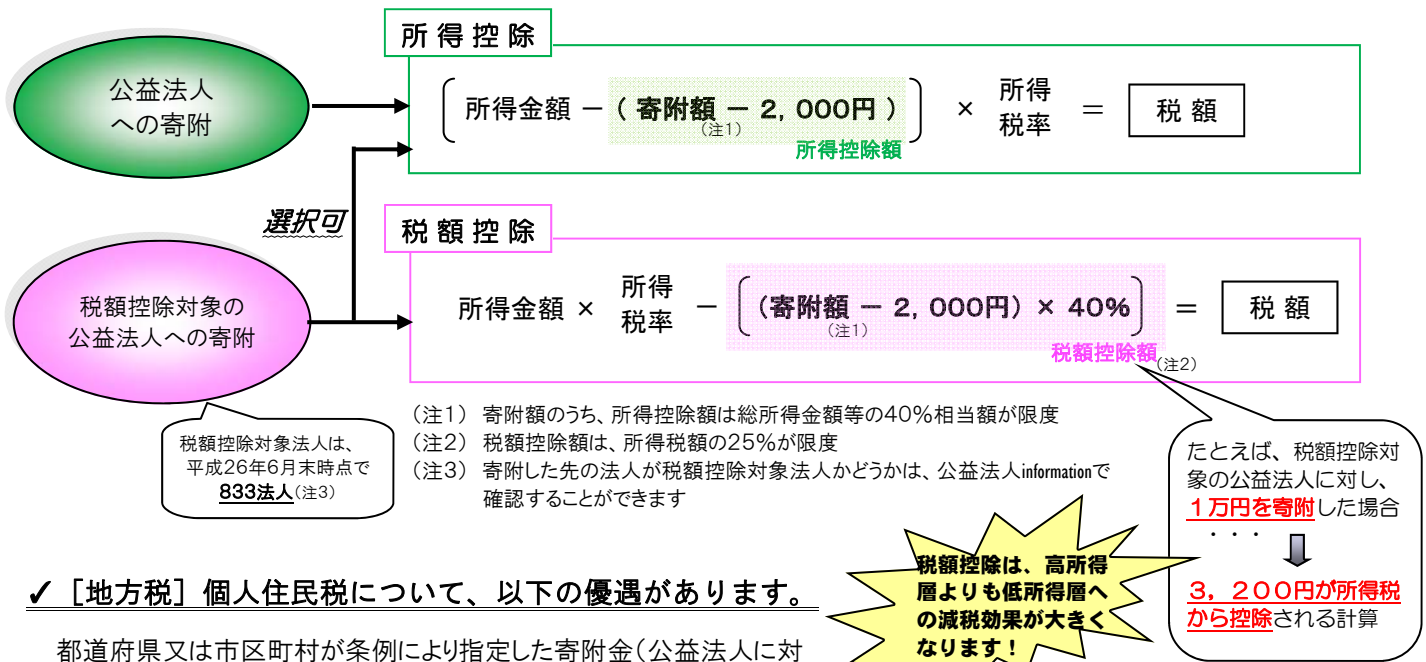 所得控除
公益法人
への寄附
所得金額 －( 寄附額 － 2, 000円 )
(注1)
所得控除額
×
所得
税率
＝
税 額
選択可
税額控除
税額控除対象の
公益法人への寄附
所得金額 ×
所得
税率
－
(寄附額 － 2, 000円) × 40%
(注1)
＝
税 額
税額控除額(注2)
税額控除対象法人は、
平成26年6月末時点で
833法人(注3)
(注1) 寄附額のうち、所得控除額は総所得金額等の40%相当額が限度
(注2) 税額控除額は、所得税額の25%が限度
(注3) 寄附した先の法人が税額控除対象法人かどうかは、公益法人informationで
確認することができます
たとえば、税額控除対
象の公益法人に対し、
１万円を寄附した場合
・・・
３，２００円が所得税
から控除される計算
税額控除は、高所得
層よりも低所得層へ
の減税効果が大きく
なります！
✓［地方税］個人住民税について、以下の優遇があります。
都道府県又は市区町村が条例により指定した寄附金(公益法人に対